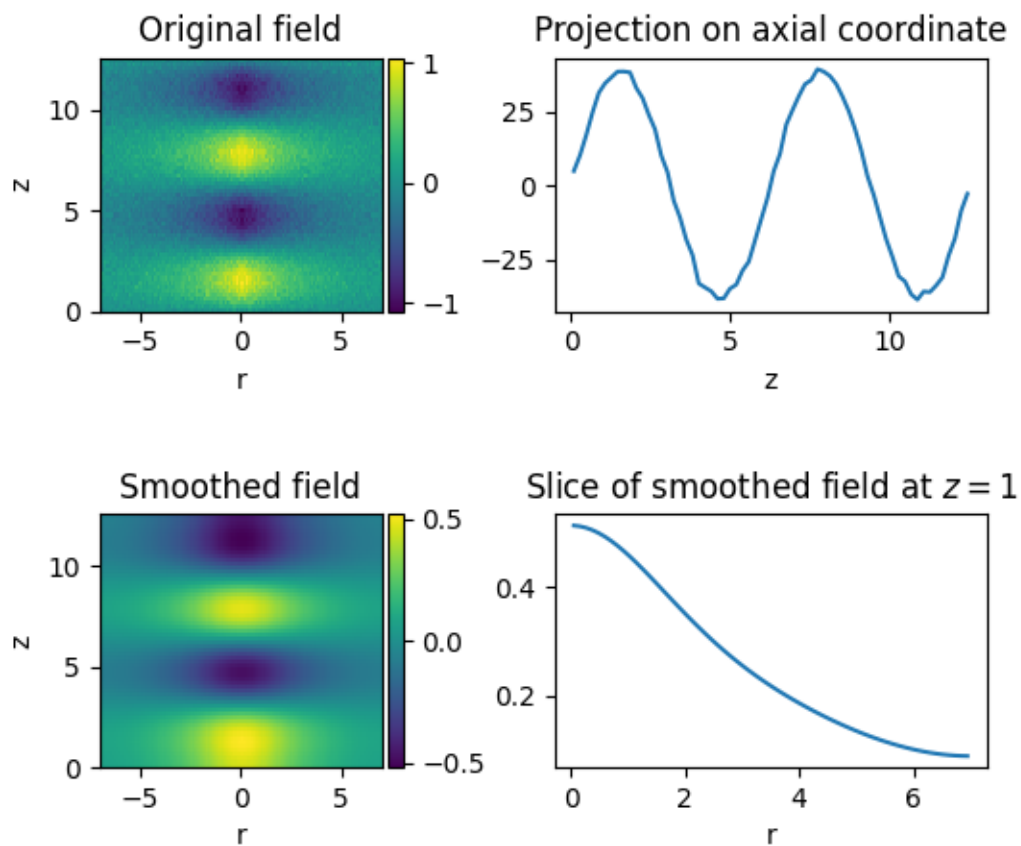 Original field
1
0
−1
10
5
0
z
−5 0 5
r
Projection on axial coordinate
25
0
−25
0 5 10
z
Smoothed field
0.5
0.0
−0.5
10
5
0
z
−5 0 5
r
Slice of smoothed field at z = 1
0.4
0.2
0 2 4 6
r